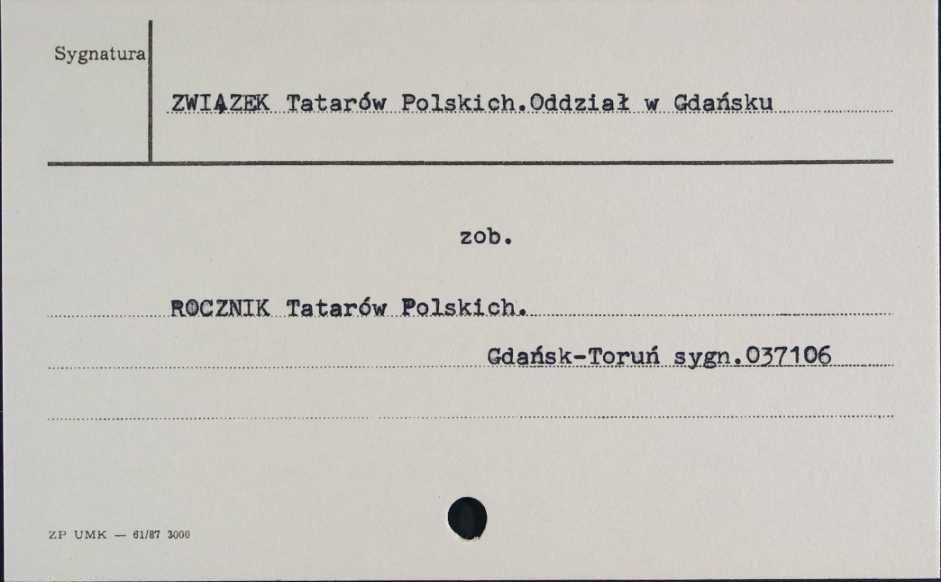 Sygnatura
ZWIĄZEK Tatarów Polskich.Oddział w Gdańsku
zob.
ROCZNIK Tatarów Polskich.
Gdańsk-Toruń sygn.037106
ZP UMK — 61/87 3000